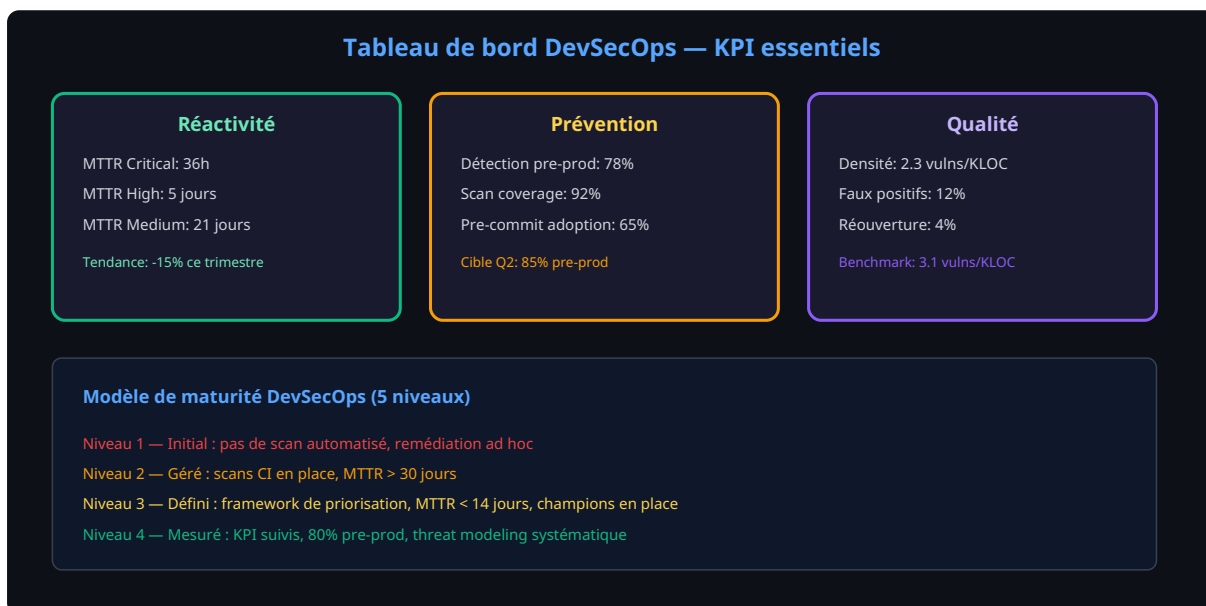 Tableau de bord DevSecOps — KPI essentiels
Réactivité
MTTR Critical: 36h
MTTR High: 5 jours
MTTR Medium: 21 jours
Tendance: -15% ce trimestre
Prévention
Détection pre-prod: 78%
Scan coverage: 92%
Pre-commit adoption: 65%
Cible Q2: 85% pre-prod
Qualité
Densité: 2.3 vulns/KLOC
Faux positifs: 12%
Réouverture: 4%
Benchmark: 3.1 vulns/KLOC
Modèle de maturité DevSecOps (5 niveaux)
Niveau 1 — Initial : pas de scan automatisé, remédiation ad hoc
Niveau 2 — Géré : scans CI en place, MTTR > 30 jours
Niveau 3 — Défini : framework de priorisation, MTTR < 14 jours, champions en place
Niveau 4 — Mesuré : KPI suivis, 80% pre-prod, threat modeling systématique